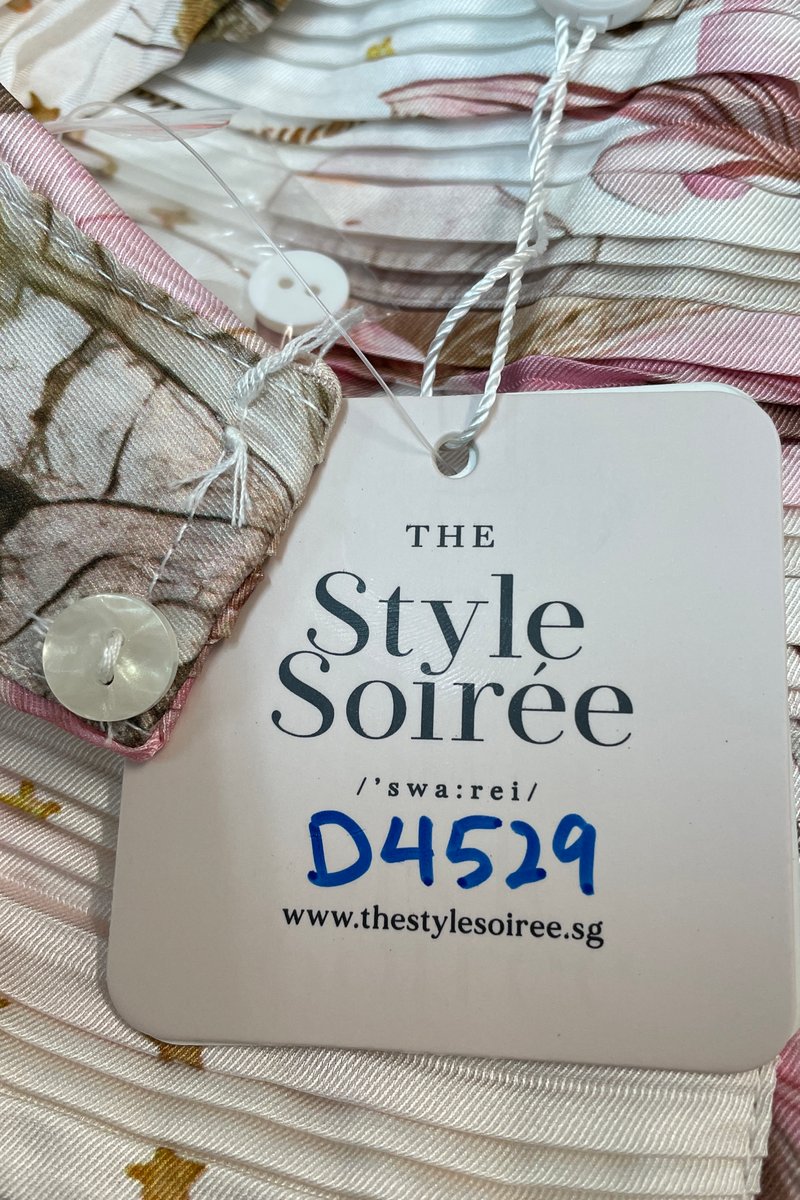 THE
Style
Soirée
/'swa:rei/
D4529
www.thestylesoiree.sg